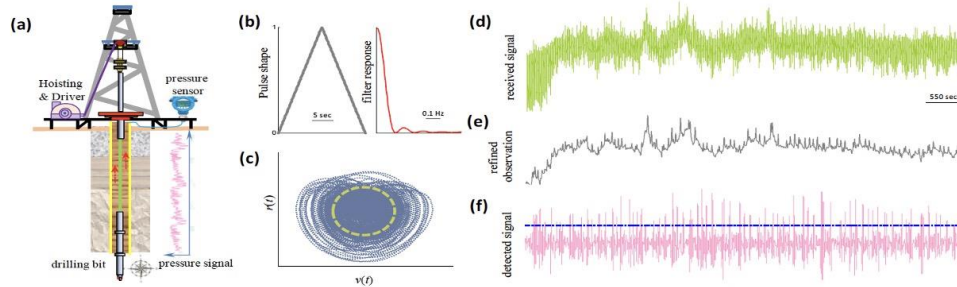 (a)
Hoisting
& Driver
pressure
sensor
drilling bit
pressure signal
(b)
Pulse shape
1
0
5 sec
filter response
0.1 Hz
(c)
r(t)
v(t)
(d)
received signal
550 sec
(e)
refined
observation
(f)
detected signal